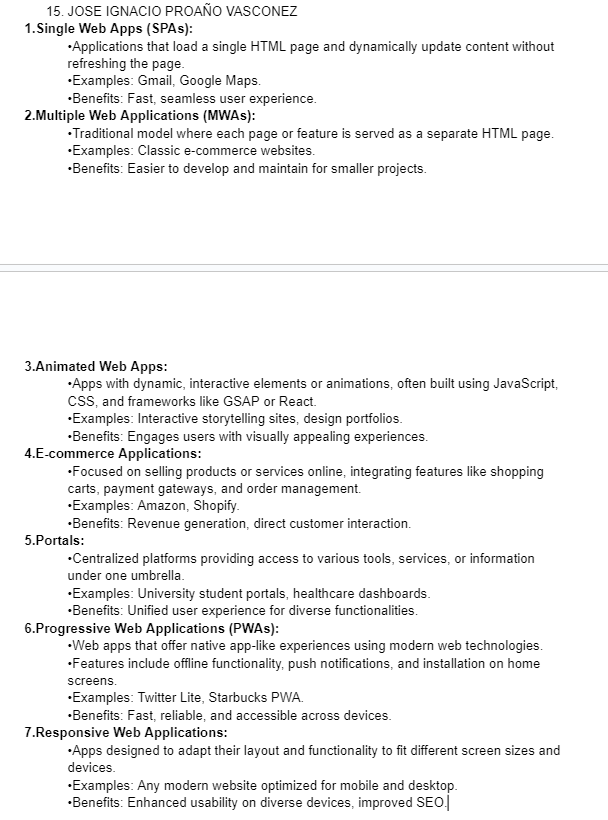 15. JOSE IGNACIO PROAÑO VASCONEZ
1.Single Web Apps (SPAs):
•Applications that load a single HTML page and dynamically update content without
refreshing the page.
•Examples: Gmail, Google Maps.
•Benefits: Fast, seamless user experience.
2.Multiple Web Applications (MWAs):
•Traditional model where each page or feature is served as a separate HTML page.
•Examples: Classic e-commerce websites.
•Benefits: Easier to develop and maintain for smaller projects.
3.Animated Web Apps:
•Apps with dynamic, interactive elements or animations, often built using JavaScript,
CSS, and frameworks like GSAP or React.
•Examples: Interactive storytelling sites, design portfolios.
•Benefits: Engages users with visually appealing experiences.
4.E-commerce Applications:
•Focused on selling products or services online, integrating features like shopping
carts, payment gateways, and order management.
•Examples: Amazon, Shopify.
•Benefits: Revenue generation, direct customer interaction.
5.Portals:
•Centralized platforms providing access to various tools, services, or information
under one umbrella.
•Examples: University student portals, healthcare dashboards.
•Benefits: Unified user experience for diverse functionalities.
6.Progressive Web Applications (PWAs):
•Web apps that offer native app-like experiences using modern web technologies.
•Features include offline functionality, push notifications, and installation on home
screens.
•Examples: Twitter Lite, Starbucks PWA.
•Benefits: Fast, reliable, and accessible across devices.
7.Responsive Web Applications:
•Apps designed to adapt their layout and functionality to fit different screen sizes and
devices.
•Examples: Any modern website optimized for mobile and desktop.
•Benefits: Enhanced usability on diverse devices, improved SEO.